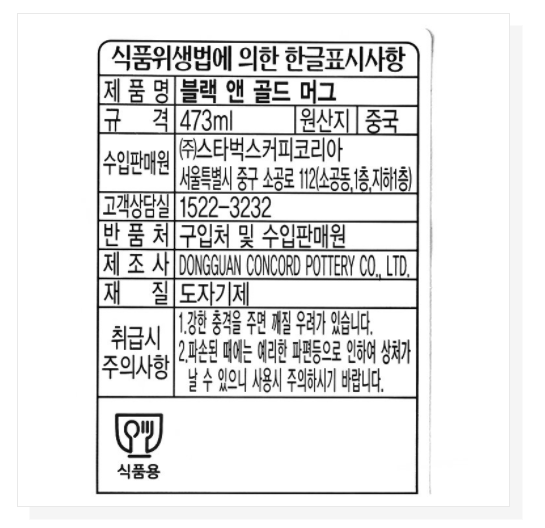 식품위생법에 의한 한글표시사항
제 품 명 블랙 앤 골드 머그
규 격 473ml 원산지 중국
수입판매원 ㈜스타벅스커피코리아
서울특별시 중구 소공로 112(소공동,1층,지하1층)
고객상담실 1522-3232
반 품 처 구입처 및 수입판매원
제 조 사 DONGGUAN CONCORD POTTERY CO., LTD.
재 질 도자기제
취급시 주의사항
1.강한 충격을 주면 깨질 우려가 있습니다.
2.파손된 때에는 예리한 파편등으로 인하여 상처가
날 수 있으니 사용시 주의하시기 바랍니다.
식품용